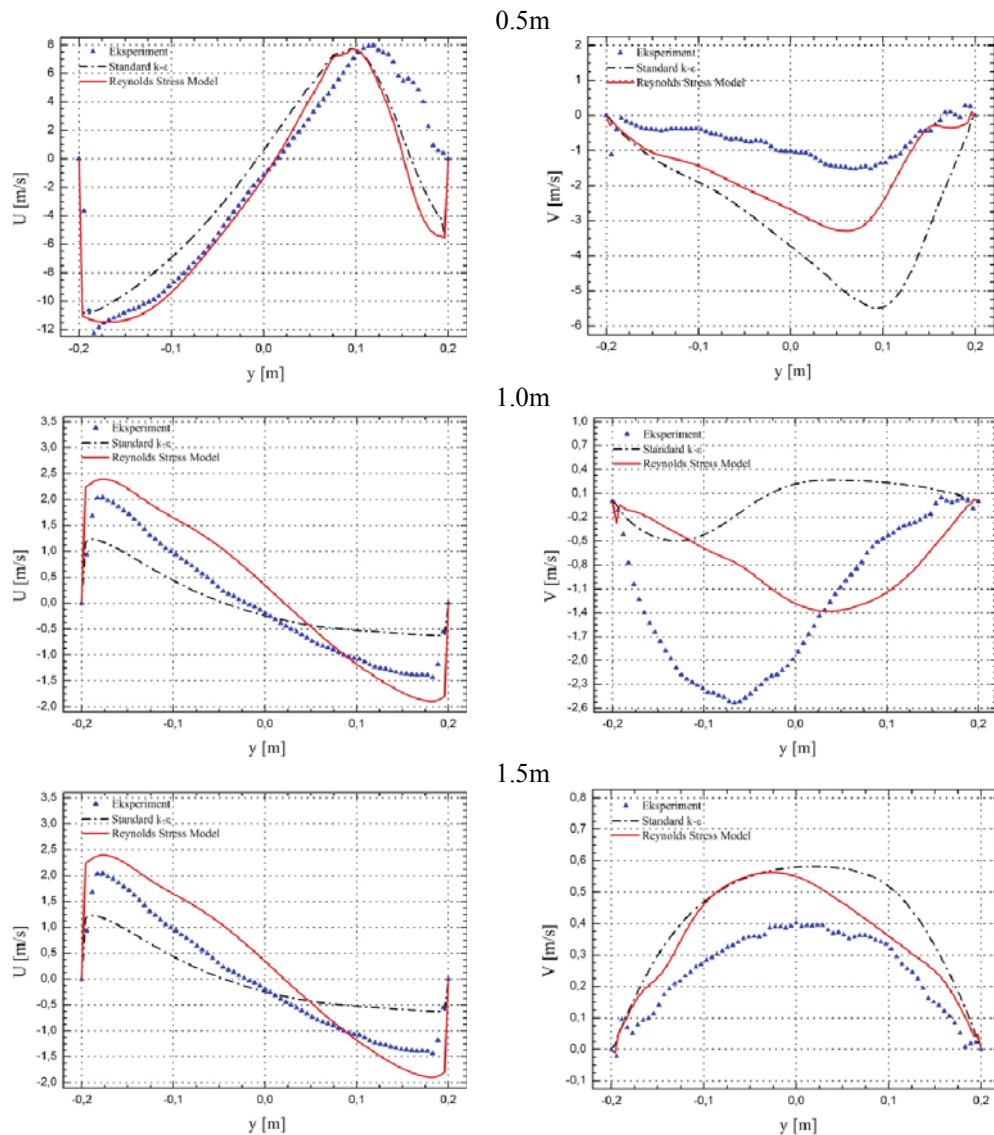 0.5m
8
6
4
2
0
-2
-4
-6
-8
-10
-12
U [m/s]
Eksperiment
Standard k-ε
Reynolds Stress Model
-0,2 -0,1 0,0 0,1 0,2
y [m]
2
1
0
-1
-2
-3
-4
-5
-6
V [m/s]
Eksperiment
Standard k-ε
Reynolds Stress Model
-0,2 -0,1 0,0 0,1 0,2
y [m]
1.0m
3,5
3,0
2,5
2,0
1,5
1,0
0,5
0,0
-0,5
-1,0
-1,5
-2,0
U [m/s]
Eksperiment
Standard k-ε
Reynolds Stress Model
-0,2 -0,1 0,0 0,1 0,2
y [m]
1,0
0,7
0,4
0,1
-0,2
-0,5
-0,8
-1,1
-1,4
-1,7
-2,0
-2,3
-2,6
V [m/s]
Eksperiment
Standard k-ε
Reynolds Stress Model
-0,2 -0,1 0,0 0,1 0,2
y [m]
1.5m
3,5
3,0
2,5
2,0
1,5
1,0
0,5
0,0
-0,5
-1,0
-1,5
-2,0
U [m/s]
Eksperiment
Standard k-ε
Reynolds Stress Model
-0,2 -0,1 0,0 0,1 0,2
y [m]
0,8
0,7
0,6
0,5
0,4
0,3
0,2
0,1
0,0
-0,1
V [m/s]
Eksperiment
Standard k-ε
Reynolds Stress Model
-0,2 -0,1 0,0 0,1 0,2
y [m]